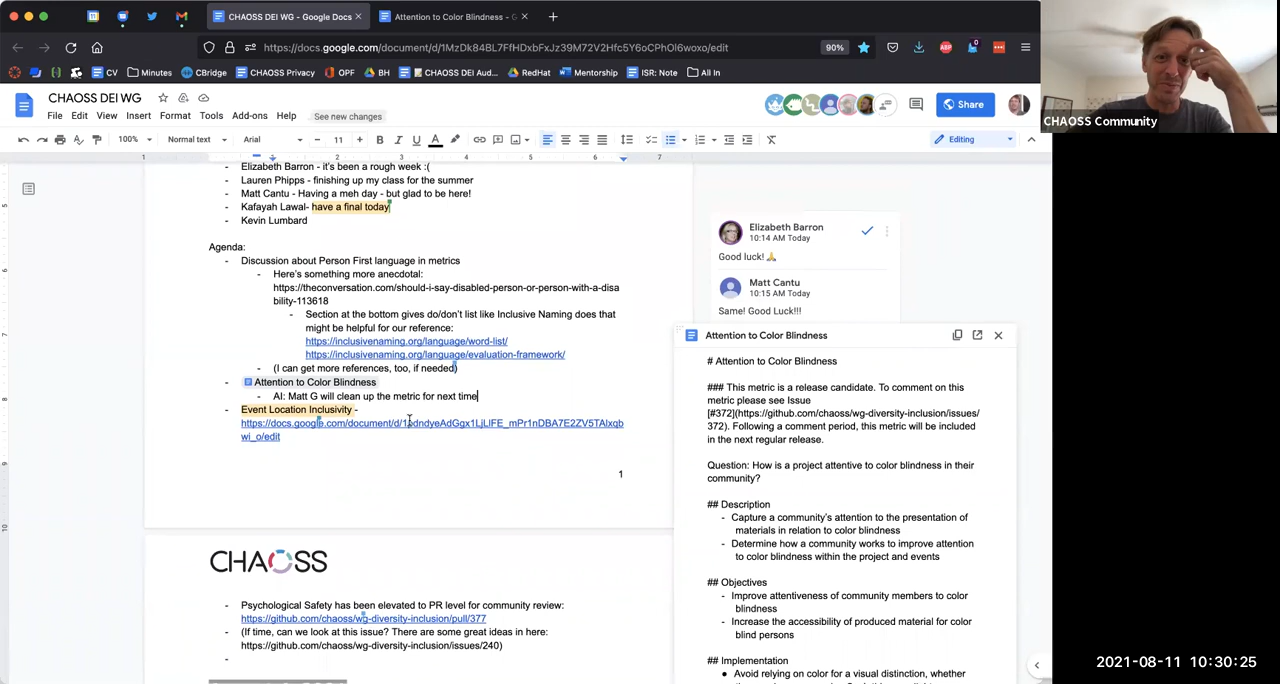 CHAOSS DEI WG - Google Docs
Attention to Color Blindness - G
https://docs.google.com/document/d/1MzDk84BL7FfHDxbFxJz39M72V2Hfc5Y6oCPhOl6woxo/edit
90%
CV
Minutes
CBridge
CHAOSS Privacy
OPF
BH
CHAOSS DEI Aud...
RedHat
Mentorship
ISR: Note
All In
CHAOSS Community
CHAOSS DEI WG
File Edit View Insert Format Tools Add-ons Help See new changes
Share
100% Normal text Arial 11 Editing
- Elizabeth Barron - it's been a rough week :(
- Lauren Phipps - finishing up my class for the summer
- Matt Cantu - Having a meh day - but glad to be here!
- Kafayah Lawal- have a final today
- Kevin Lumbard
Agenda:
- Discussion about Person First language in metrics
- Here's something more anecdotal:
https://theconversation.com/should-i-say-disabled-person-or-person-with-a-disa
bility-113618
- Section at the bottom gives do/don't list like Inclusive Naming does that
might be helpful for our reference:
https://inclusivenaming.org/language/word-list/
https://inclusivenaming.org/language/evaluation-framework/
- (I can get more references, too, if needed)
- Attention to Color Blindness
- AI: Matt G will clean up the metric for next time
- Event Location Inclusivity -
wi_o/edit
1
CHAOSS
- Psychological Safety has been elevated to PR level for community review:
https://github.com/chaoss/wg-diversity-inclusion/pull/377
- (If time, can we look at this issue? There are some great ideas in here:
https://github.com/chaoss/wg-diversity-inclusion/issues/240)
-
Elizabeth Barron
10:14 AM Today
Good luck! 🙏
Matt Cantu
10:15 AM Today
Same! Good Luck!!!
Attention to Color Blindness
# Attention to Color Blindness
### This metric is a release candidate. To comment on this
metric please see Issue
[#372](https://github.com/chaoss/wg-diversity-inclusion/issues/
372). Following a comment period, this metric will be included
in the next regular release.
Question: How is a project attentive to color blindness in their
community?
## Description
- Capture a community's attention to the presentation of
materials in relation to color blindness
- Determine how a community works to improve attention
to color blindness within the project and events
## Objectives
- Improve attentiveness of community members to color
blindness
- Increase the accessibility of produced material for color
blind persons
## Implementation
● Avoid relying on color for a visual distinction, whether
2021-08-11 10:30:25